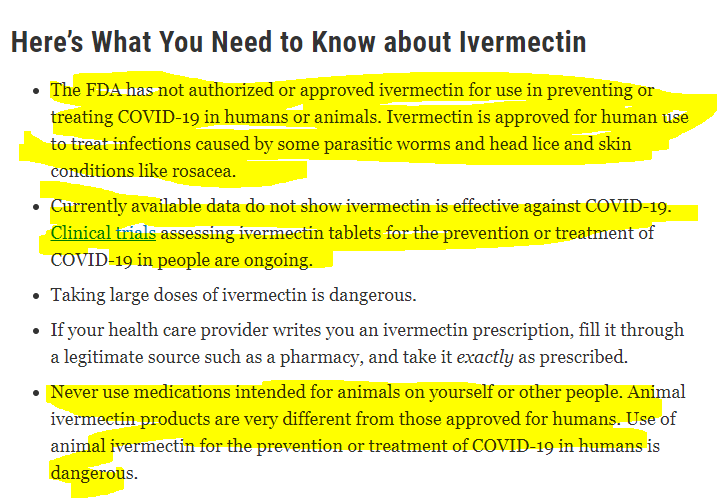 Here's What You Need to Know about Ivermectin
• The FDA has not authorized or approved ivermectin for use in preventing or
treating COVID-19 in humans or animals. Ivermectin is approved for human use
to treat infections caused by some parasitic worms and head lice and skin
conditions like rosacea.
• Currently available data do not show ivermectin is effective against COVID-19.
Clinical trials assessing ivermectin tablets for the prevention or treatment of
COVID-19 in people are ongoing.
• Taking large doses of ivermectin is dangerous.
• If your health care provider writes you an ivermectin prescription, fill it through
a legitimate source such as a pharmacy, and take it exactly as prescribed.
• Never use medications intended for animals on yourself or other people. Animal
ivermectin products are very different from those approved for humans. Use of
animal ivermectin for the prevention or treatment of COVID-19 in humans is
dangerous.